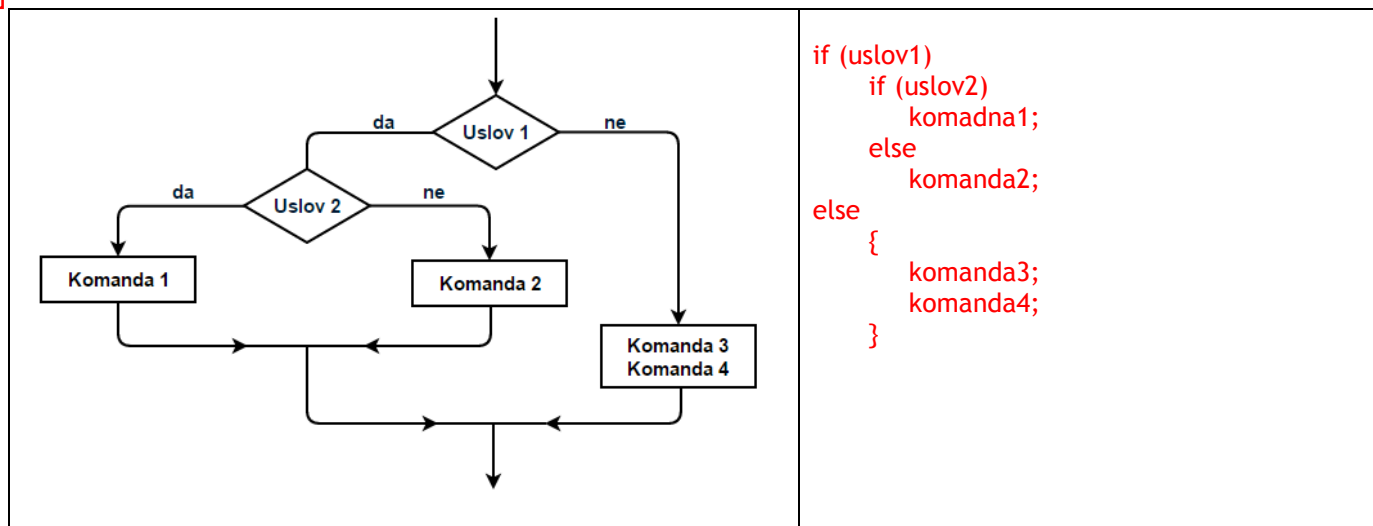 da
Uslov 1
ne
da
Uslov 2
ne
Komanda 1
Komanda 2
Komanda 3
Komanda 4
if (uslov1)
if (uslov2)
komadna1;
else
komanda2;
else
{
komanda3;
komanda4;
}